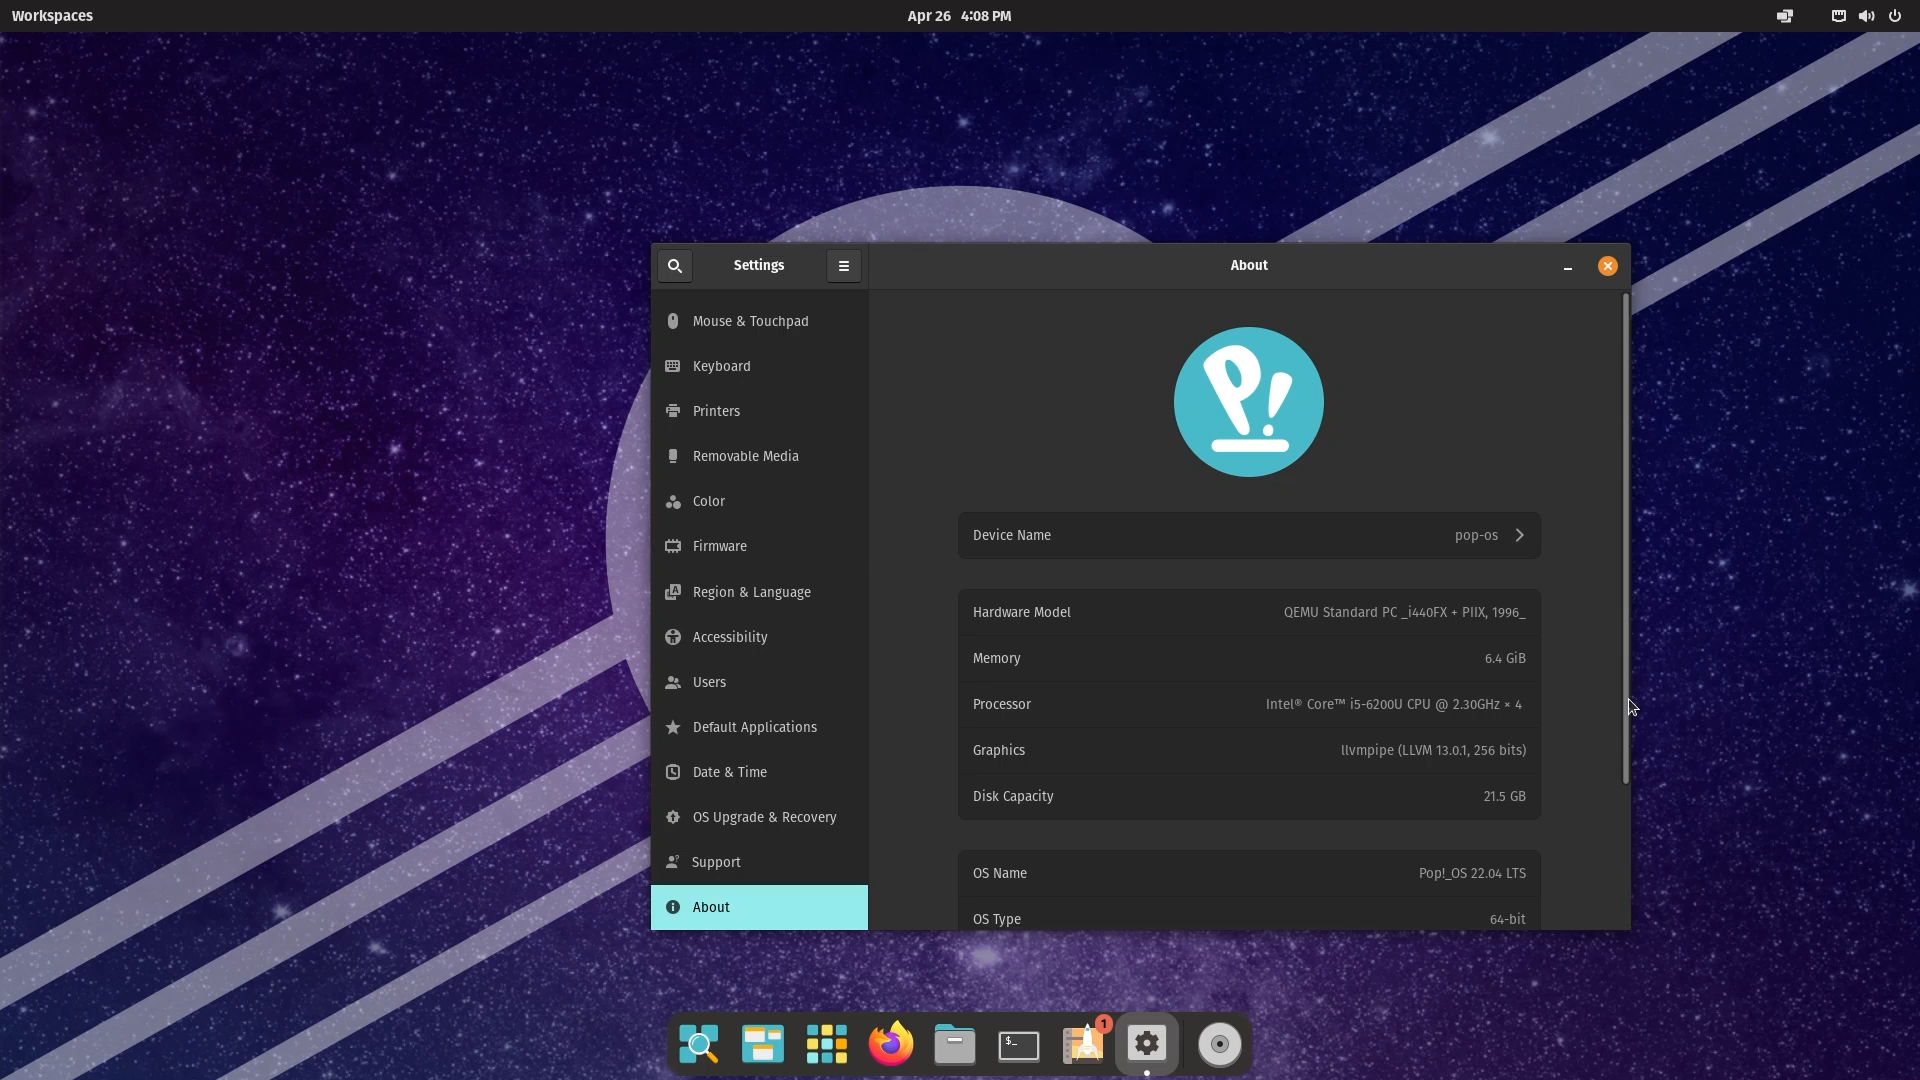 Workspaces
Apr 26 4:08 PM
Settings
About
Mouse & Touchpad
Keyboard
Printers
Removable Media
Color
Firmware
Region & Language
Accessibility
Users
Default Applications
Date & Time
OS Upgrade & Recovery
Support
About
P!
Device Name pop-os
Hardware Model QEMU Standard PC _i440FX + PIIX, 1996_
Memory 6.4 GiB
Processor Intel® Core™ i5-6200U CPU @ 2.30GHz × 4
Graphics llvmpipe (LLVM 13.0.1, 256 bits)
Disk Capacity 21.5 GB
OS Name Pop!_OS 22.04 LTS
OS Type 64-bit
$_
1